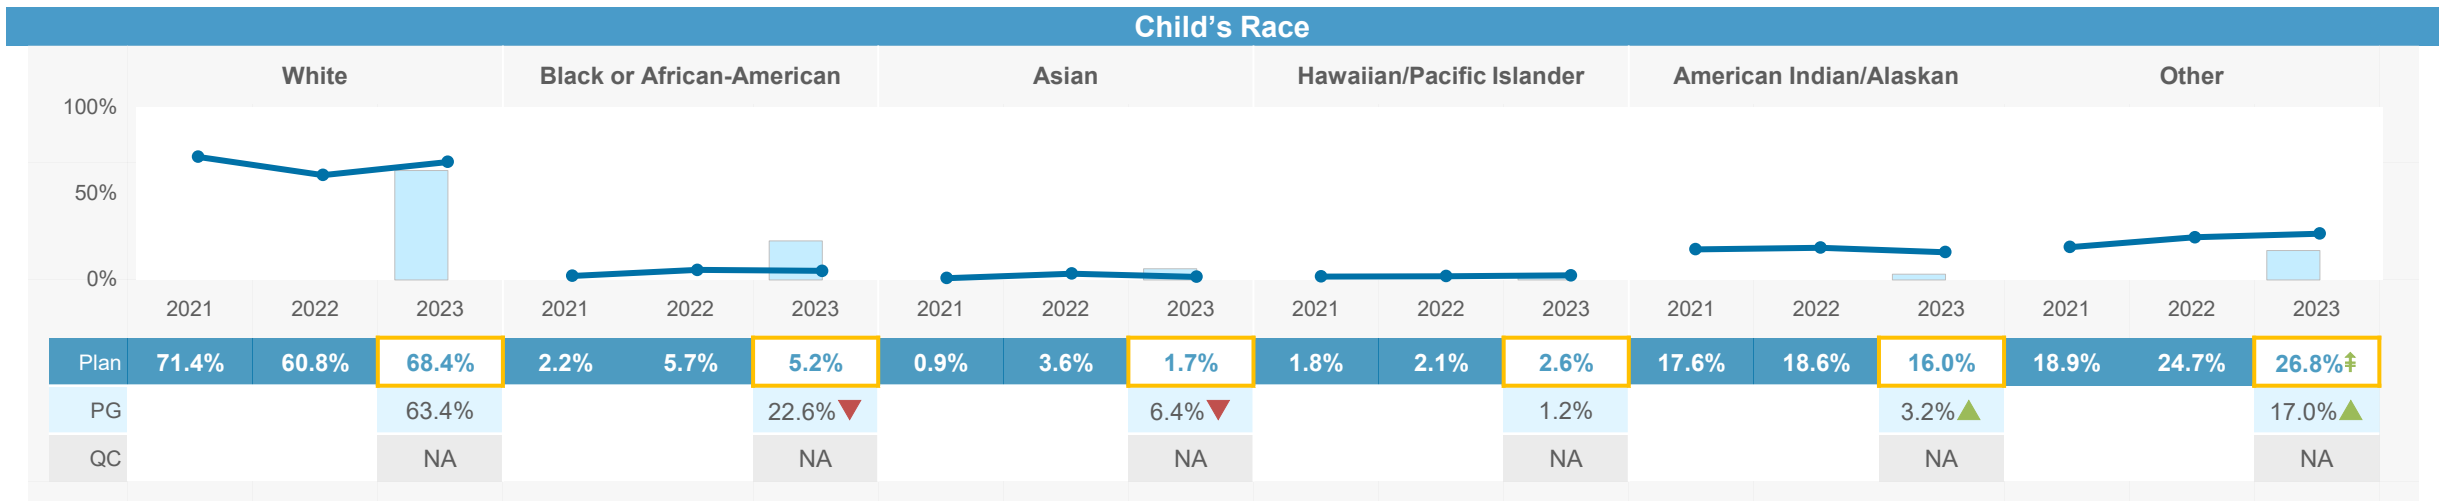 Child’s Race
White Black or African-American Asian Hawaiian/Pacific Islander American Indian/Alaskan Other
100%
50%
0%
2021 2022 2023 2021 2022 2023 2021 2022 2023 2021 2022 2023 2021 2022 2023 2021 2022 2023
Plan 71.4% 60.8% 68.4% 2.2% 5.7% 5.2% 0.9% 3.6% 1.7% 1.8% 2.1% 2.6% 17.6% 18.6% 16.0% 18.9% 24.7% 26.8%‡
PG 63.4% 22.6%▼ 6.4%▼ 1.2% 3.2%▲ 17.0%▲
QC NA NA NA NA NA NA